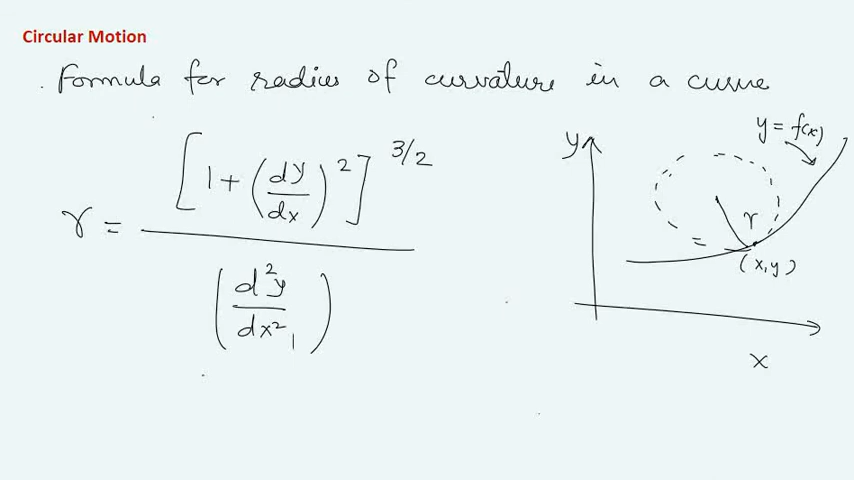 Circular Motion
Formula for radius of curvature in a curve
r = [1 + (dy/dx)²]^3/2 / (d²y/dx²)
y = f(x)
y
r
(x,y)
x